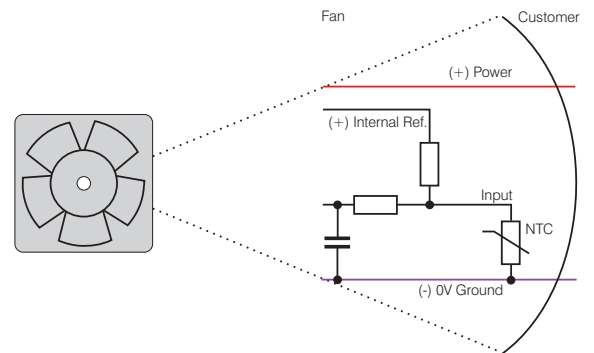 Fan
Customer
(+) Power
(+) Internal Ref.
Input
NTC
(-) 0V Ground